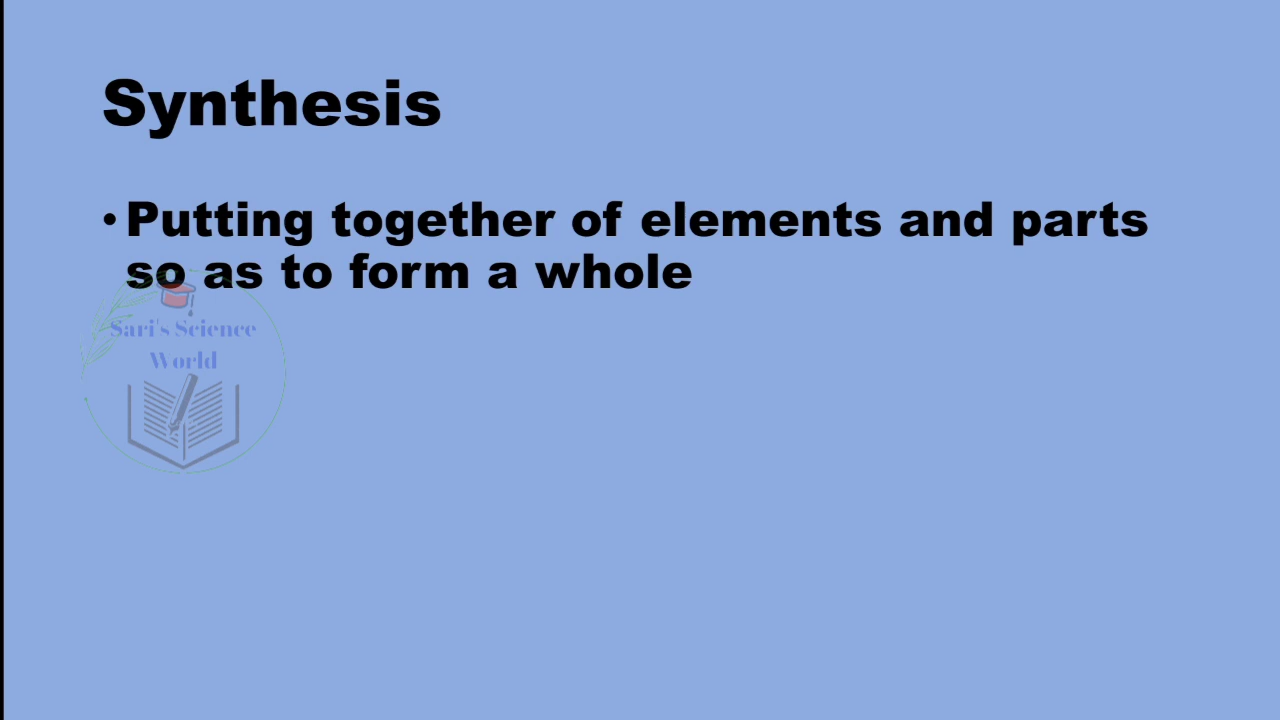 Synthesis
• Putting together of elements and parts
so as to form a whole
Sari's Science
World